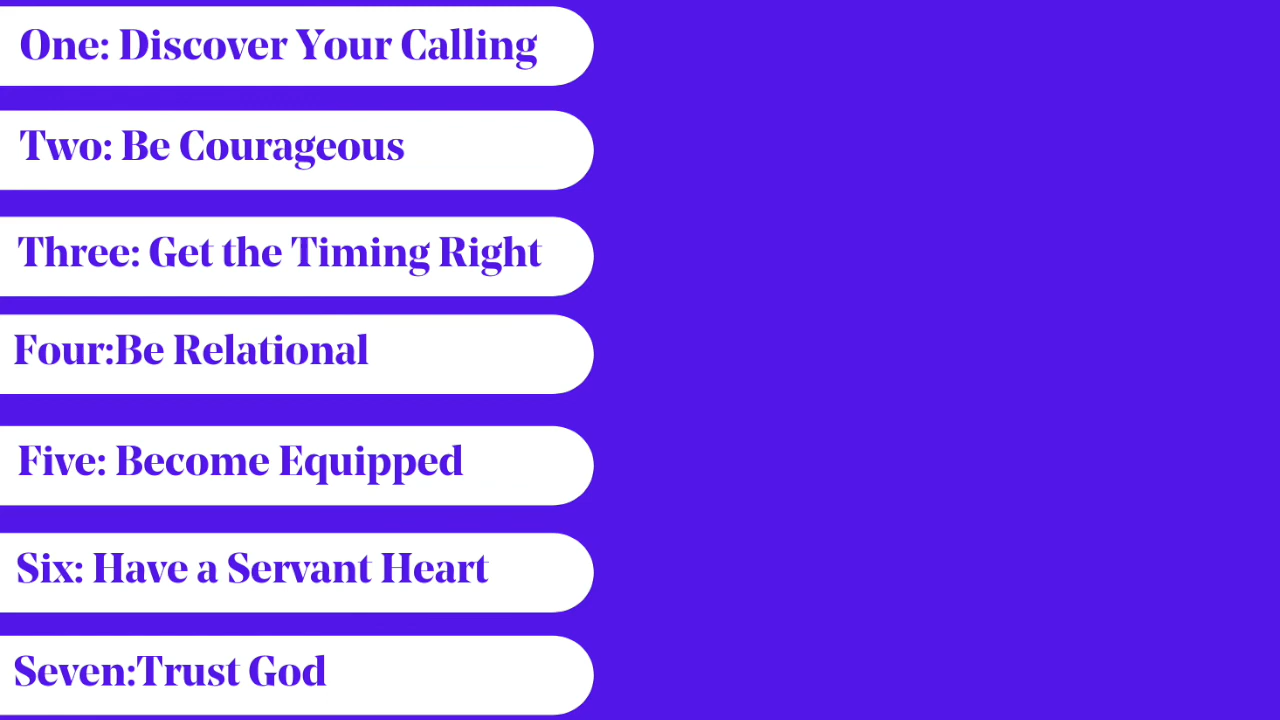 One: Discover Your Calling
Two: Be Courageous
Three: Get the Timing Right
Four:Be Relational
Five: Become Equipped
Six: Have a Servant Heart
Seven:Trust God